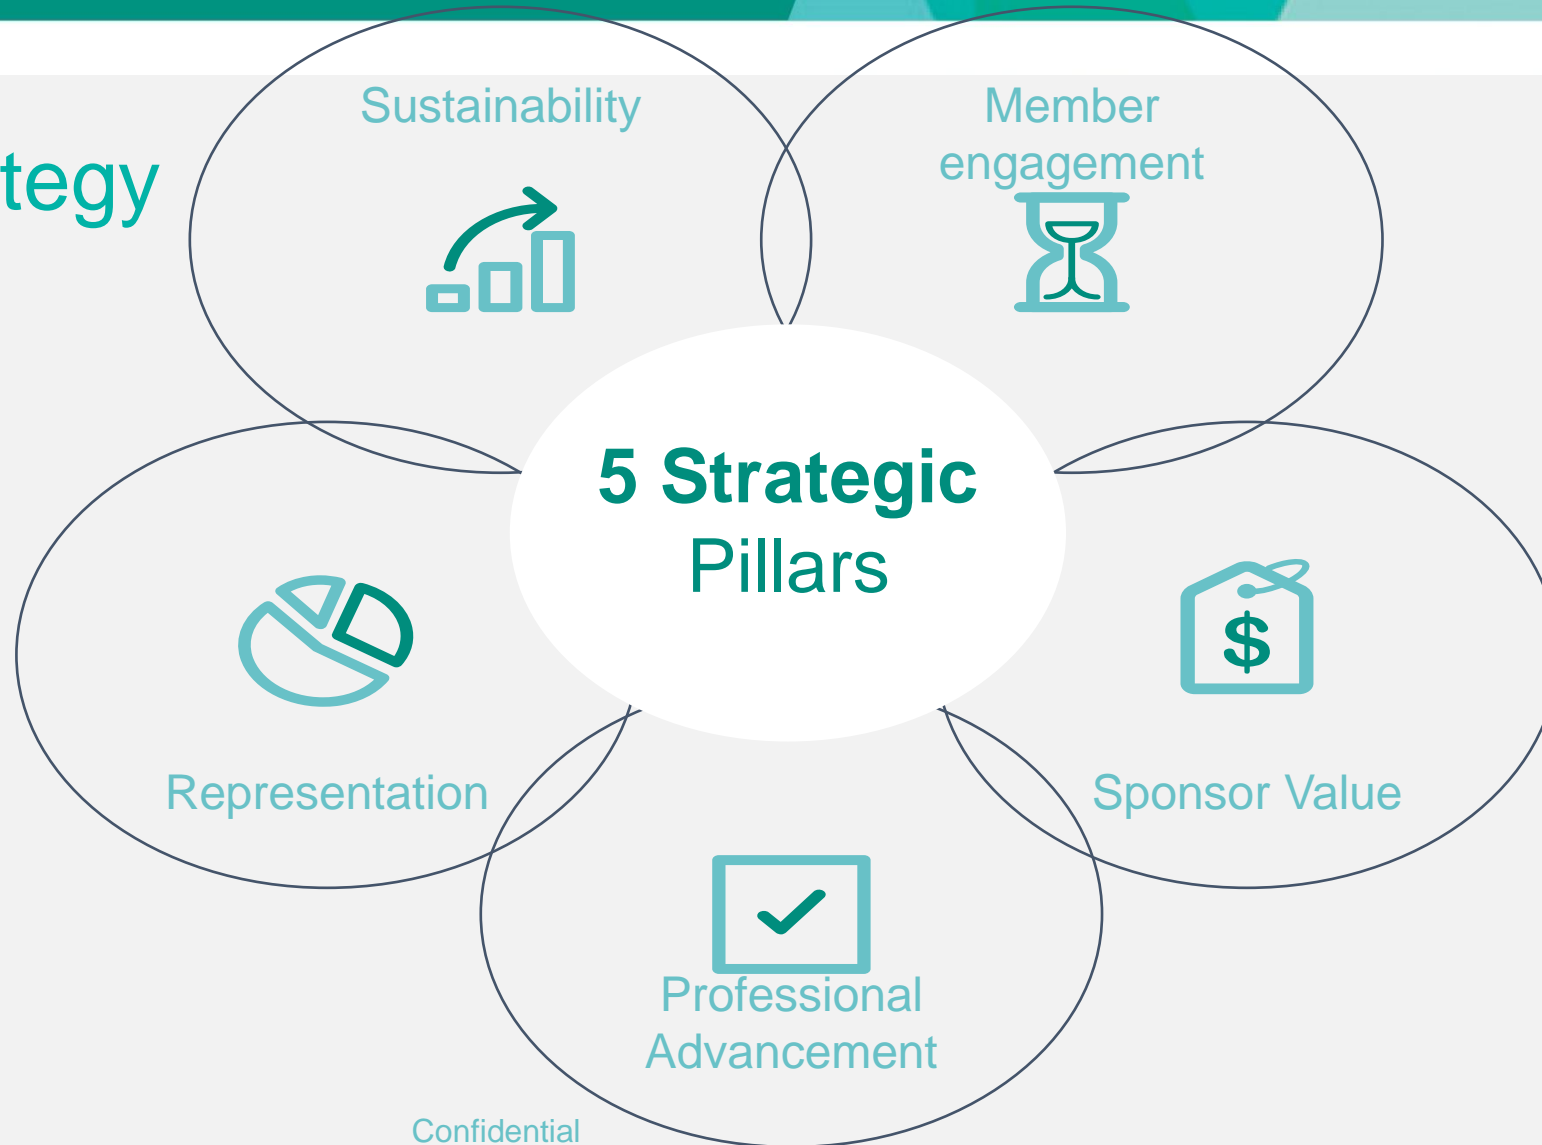 Sustainability
Member
engagement
tegy
5 Strategic
Pillars
$
Representation
Sponsor Value
Professional
Advancement
Confidential